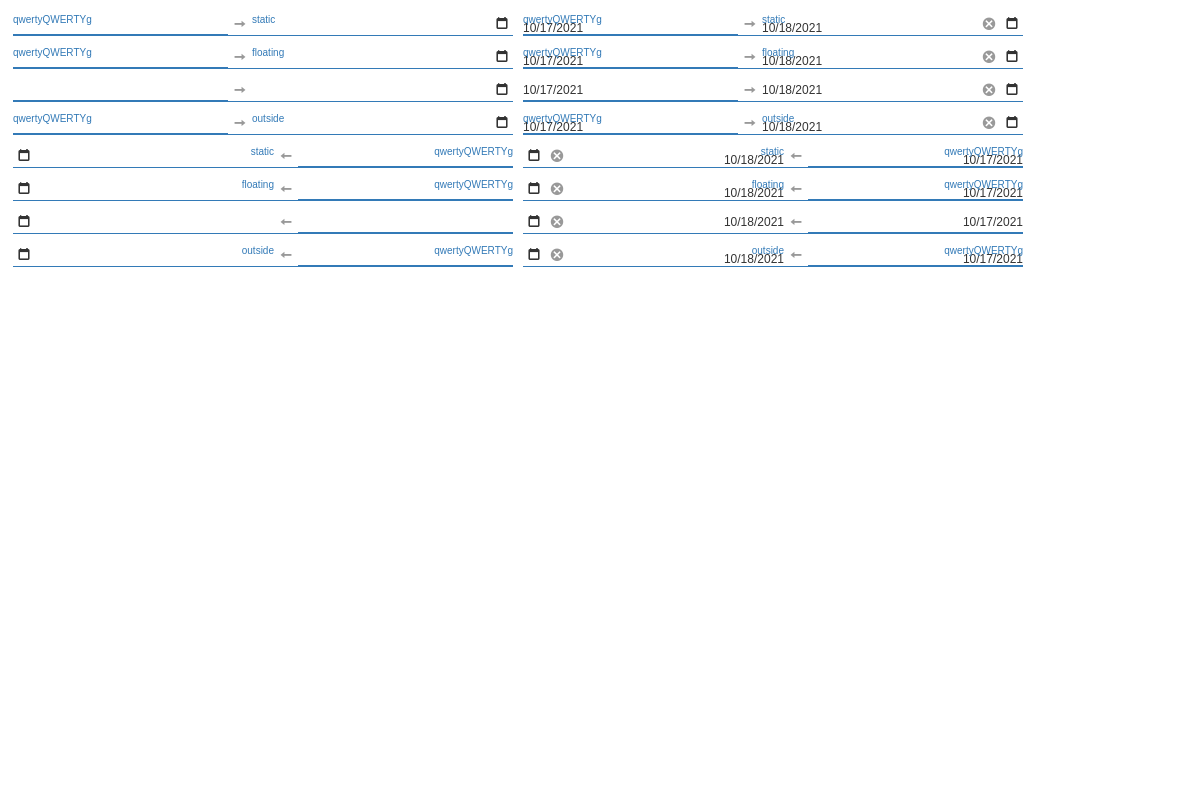 qwertyQWERTYg static qwertyQWERTYg static
10/17/2021 10/18/2021
qwertyQWERTYg floating qwertyQWERTYg floating
10/17/2021 10/18/2021
10/17/2021 10/18/2021
qwertyQWERTYg outside qwertyQWERTYg outside
10/17/2021 10/18/2021
static qwertyQWERTYg static qwertyQWERTYg
10/18/2021 10/17/2021
floating qwertyQWERTYg floating qwertyQWERTYg
10/18/2021 10/17/2021
10/18/2021 10/17/2021
outside qwertyQWERTYg outside qwertyQWERTYg
10/18/2021 10/17/2021